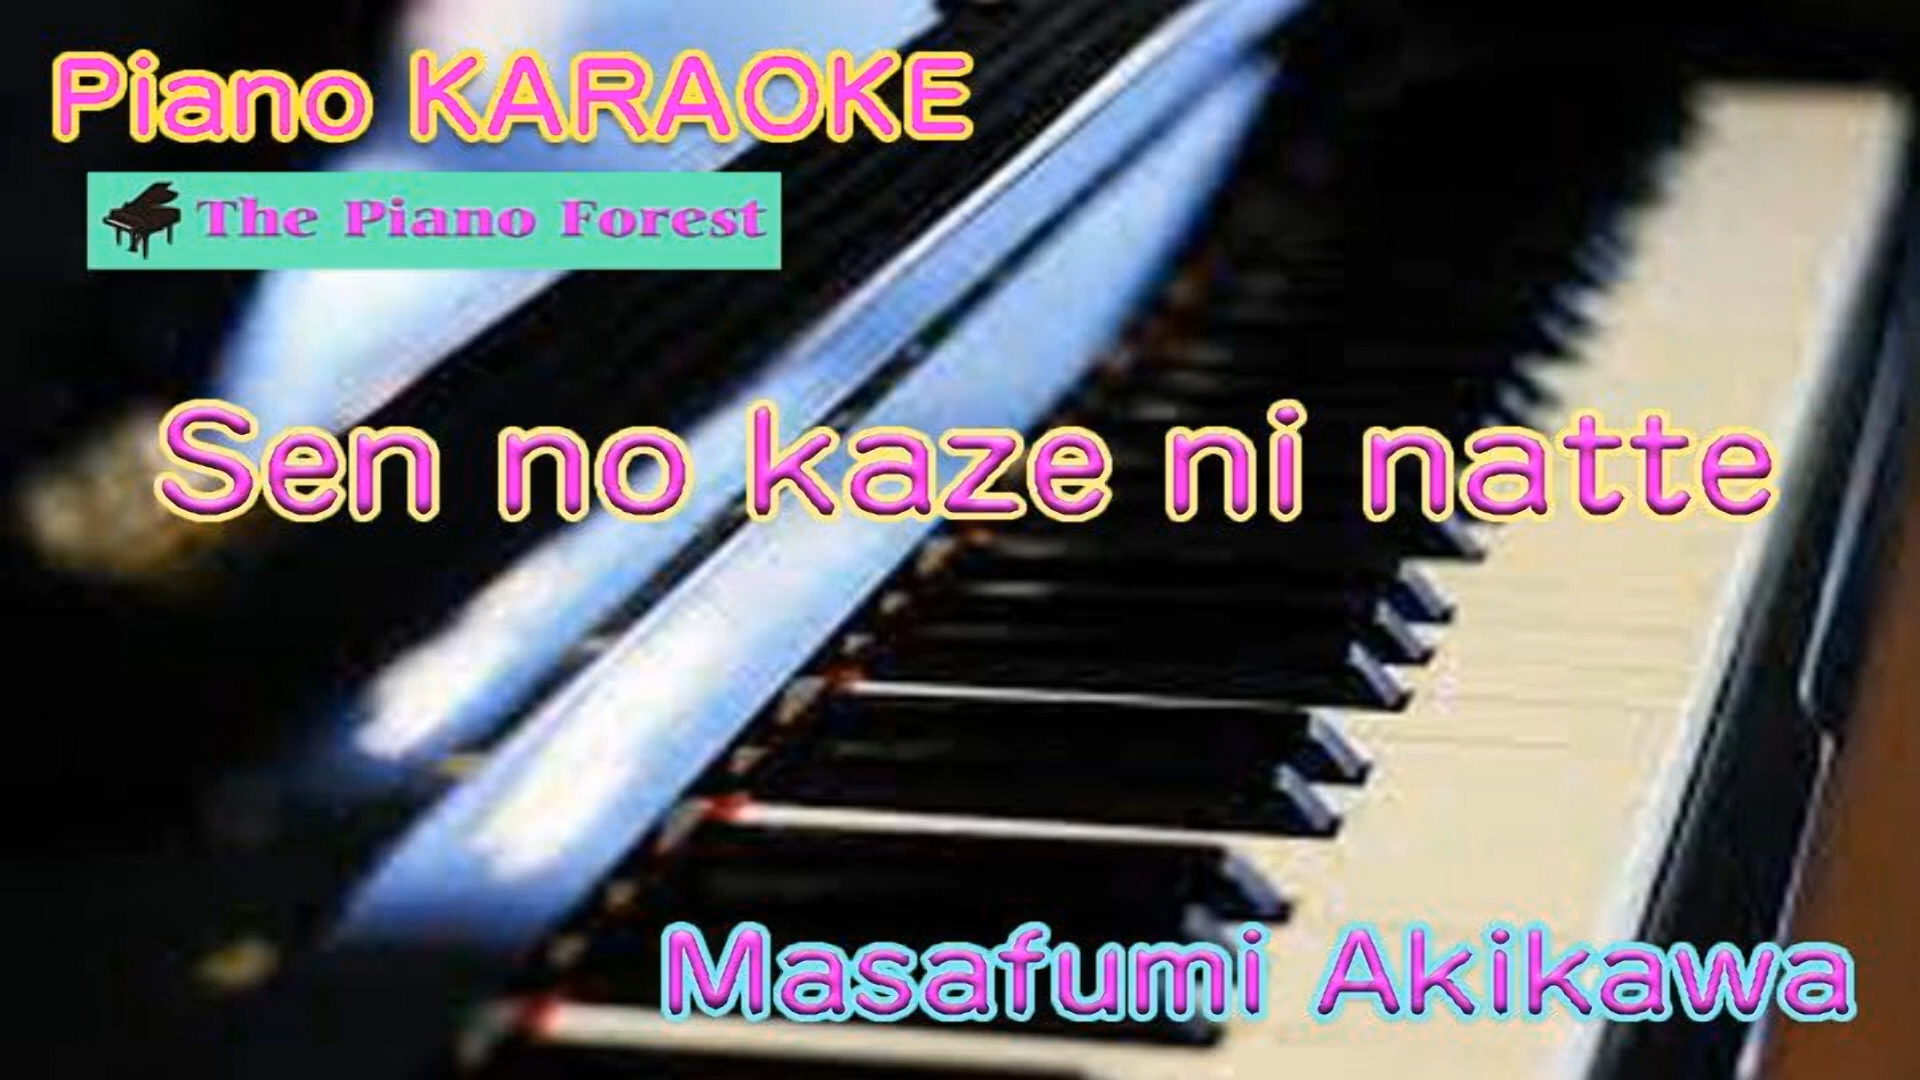 Piano KARAOKE
The Piano Forest
Sen no kaze ni natte
Masafumi Akikawa